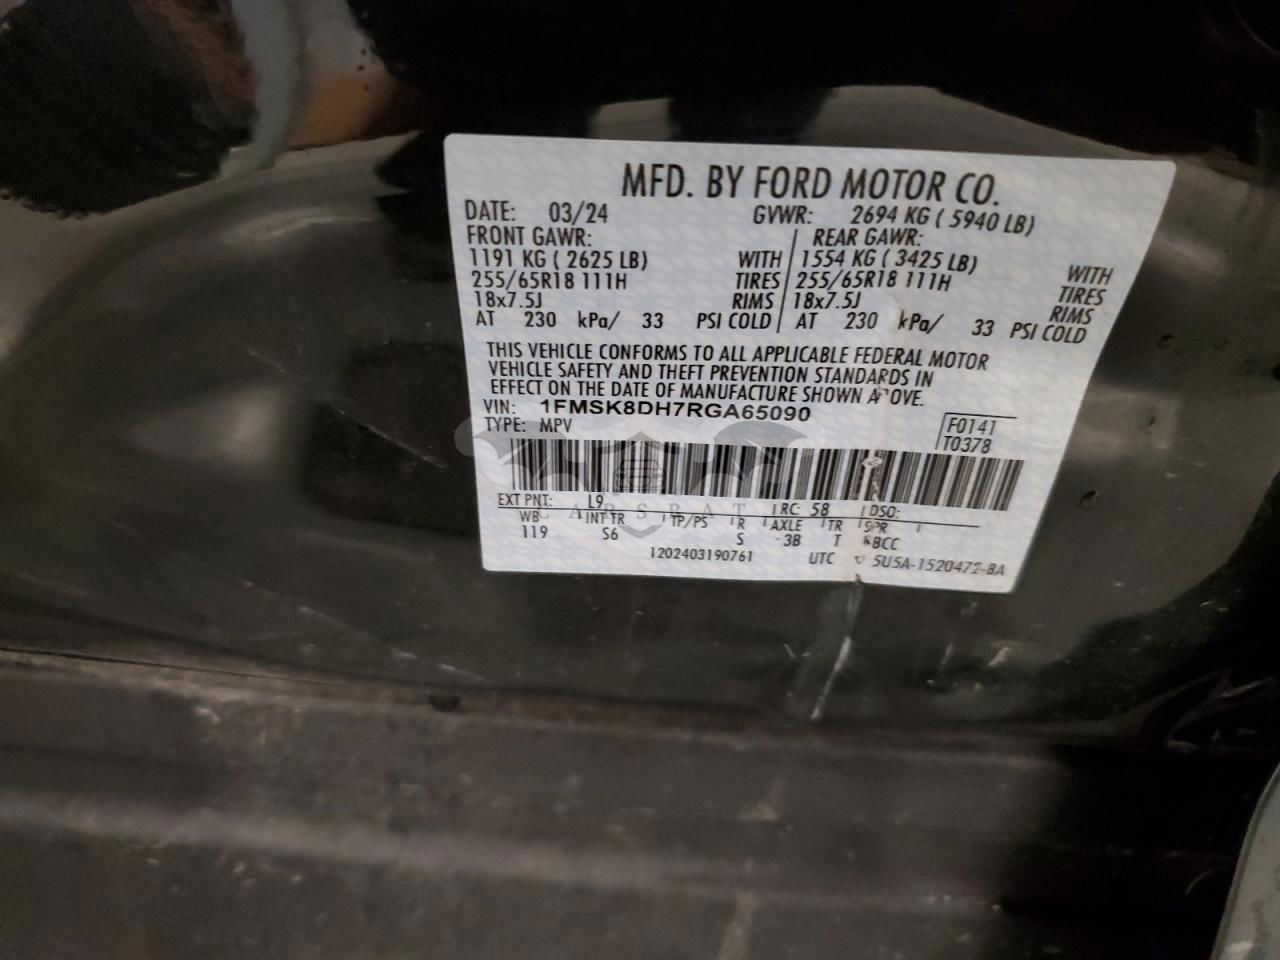 MFD. BY FORD MOTOR CO.
DATE: 03/24 GVWR: 2694 KG ( 5940 LB)
FRONT GAWR: REAR GAWR:
1191 KG ( 2625 LB) WITH 1554 KG ( 3425 LB) WITH
255/65R18 111H TIRES 255/65R18 111H TIRES
18x7.5J RIMS 18x7.5J RIMS
AT 230 kPa/ 33 PSI COLD AT 230 kPa/ 33 PSI COLD
THIS VEHICLE CONFORMS TO ALL APPLICABLE FEDERAL MOTOR
VEHICLE SAFETY AND THEFT PREVENTION STANDARDS IN
EFFECT ON THE DATE OF MANUFACTURE SHOWN ABOVE.
VIN: 1FMSK8DH7RGA65090
TYPE: MPV
F0141
T0378
EXT PNT: L9 RC: 58 DSO:
WB INT TR TP/PS R AXLE TR SPR
119 S6 S 3B T BCC
1202403190761 UTC 5U5A-1520472-BA
CARSBAT